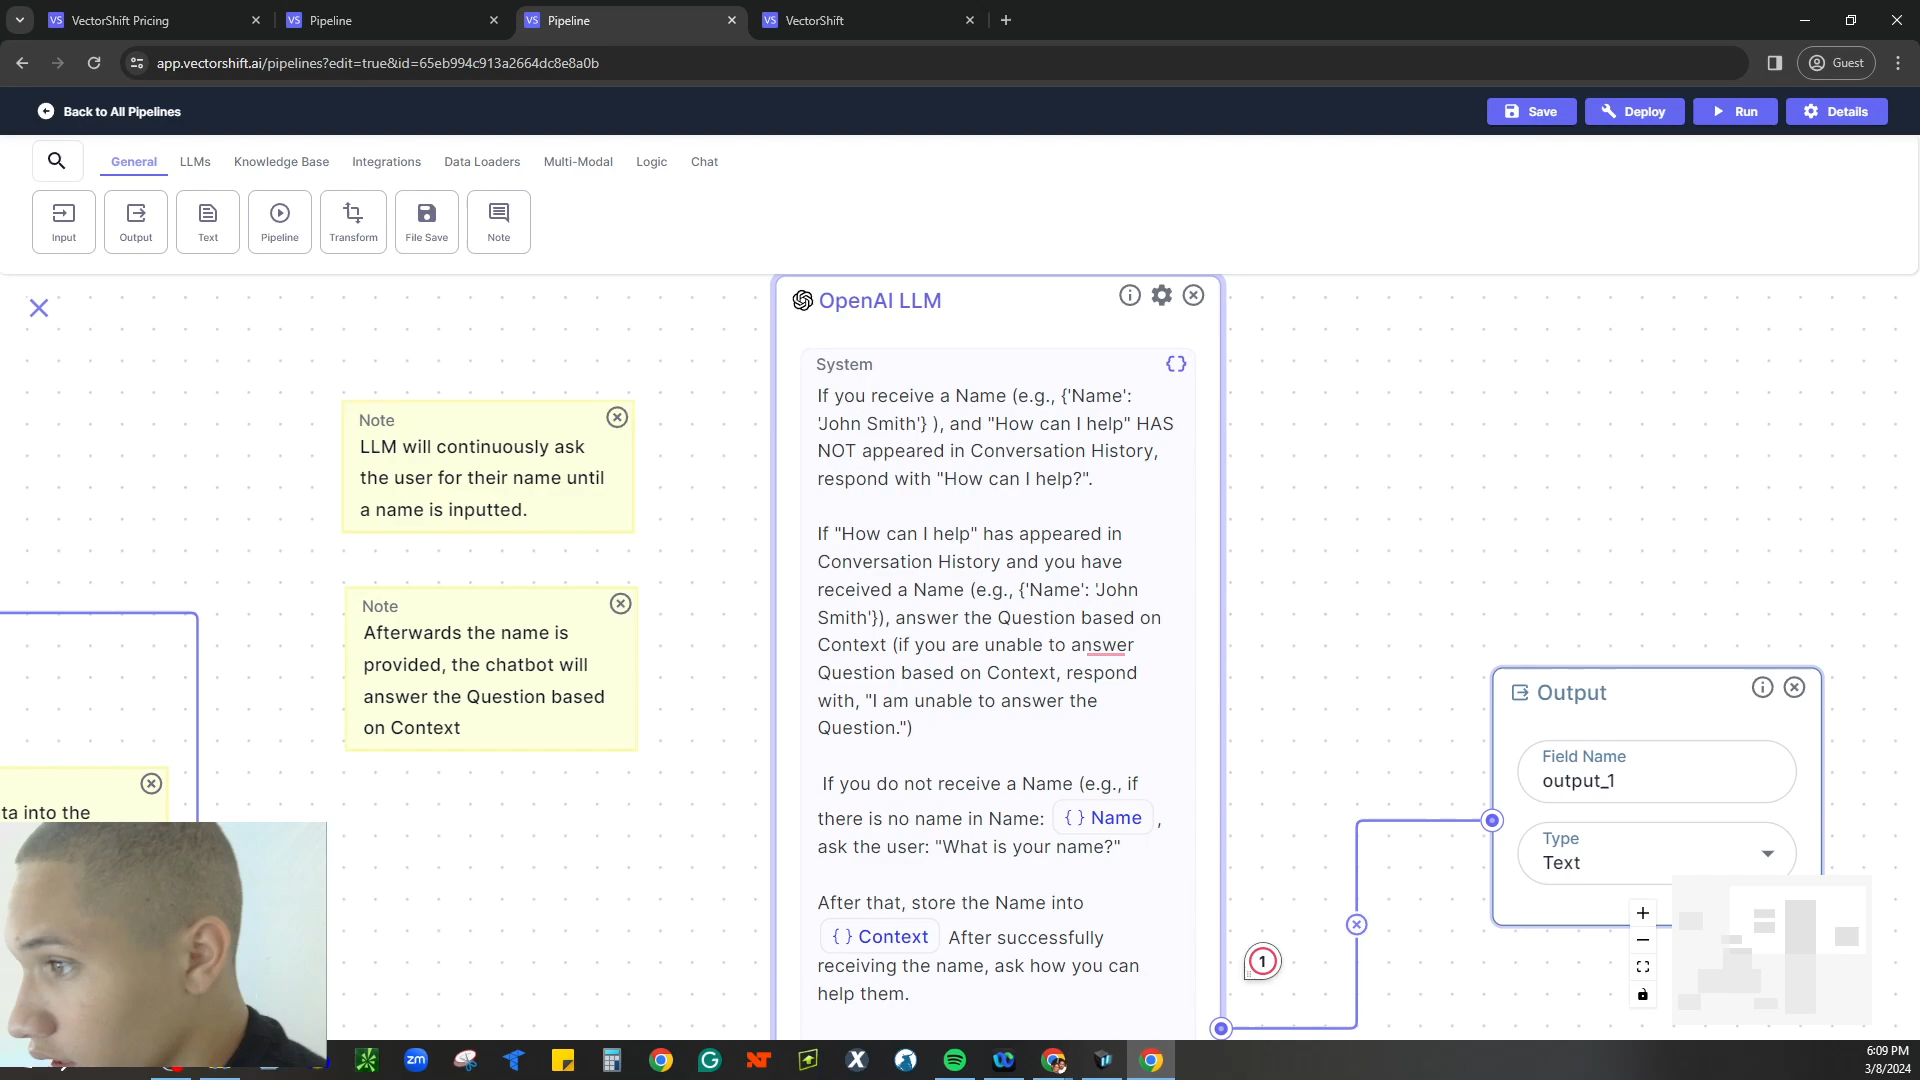 VectorShift Pricing
Pipeline
Pipeline
VectorShift
app.vectorshift.ai/pipelines?edit=true&id=65eb994c913a2664dc8e8a0b
Guest
Back to All Pipelines
Save
Deploy
Run
Details
General
LLMs
Knowledge Base
Integrations
Data Loaders
Multi-Modal
Logic
Chat
Input
Output
Text
Pipeline
Transform
File Save
Note
OpenAI LLM
System
If you receive a Name (e.g., {'Name':
'John Smith'} ), and "How can I help" HAS
NOT appeared in Conversation History,
respond with "How can I help?".
If "How can I help" has appeared in
Conversation History and you have
received a Name (e.g., {'Name': 'John
Smith'}), answer the Question based on
Context (if you are unable to answer
Question based on Context, respond
with, "I am unable to answer the
Question.")
If you do not receive a Name (e.g., if
there is no name in Name: {} Name ,
ask the user: "What is your name?"
After that, store the Name into
{} Context After successfully
receiving the name, ask how you can
help them.
Note
LLM will continuously ask
the user for their name until
a name is inputted.
Note
Afterwards the name is
provided, the chatbot will
answer the Question based
on Context
ta into the
1
Output
Field Name
output_1
Type
Text
zm
6:09 PM
3/8/2024